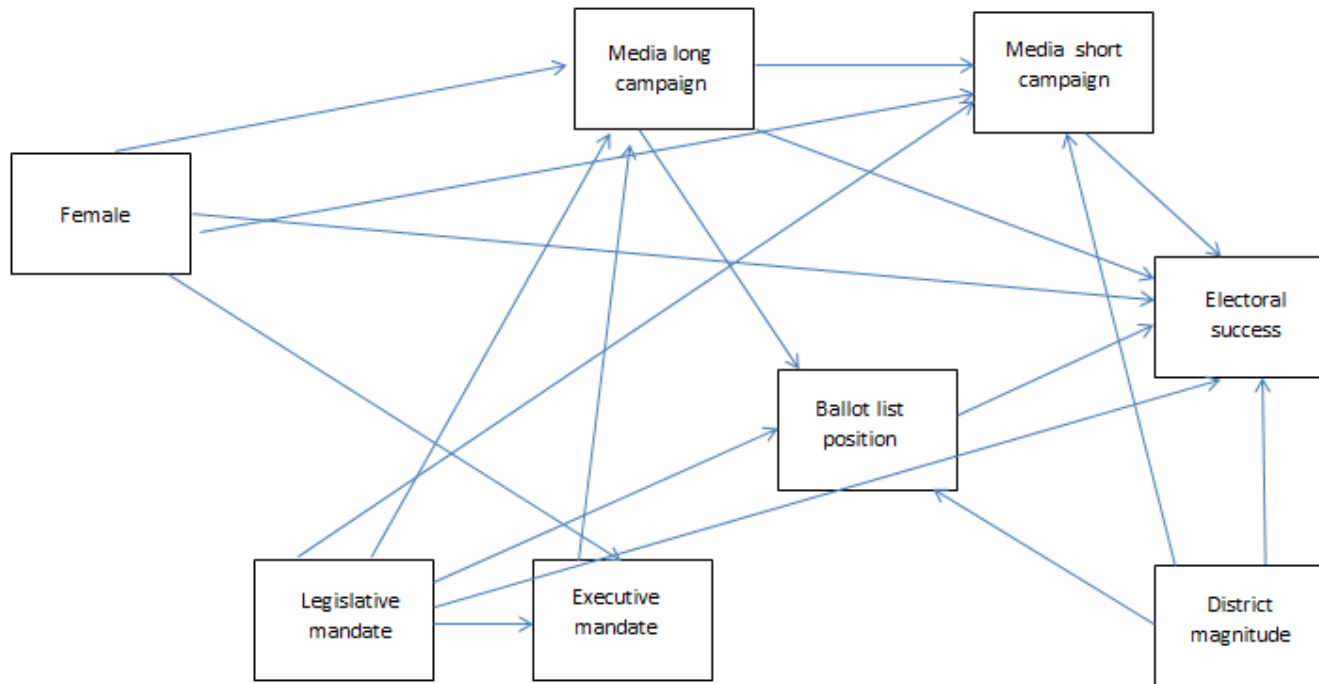 Media long
campaign
Media  short
campaign
Female
Electoral
success
Ballot list
position
Legislative
mandate
Executive
mandate
District
magnitude